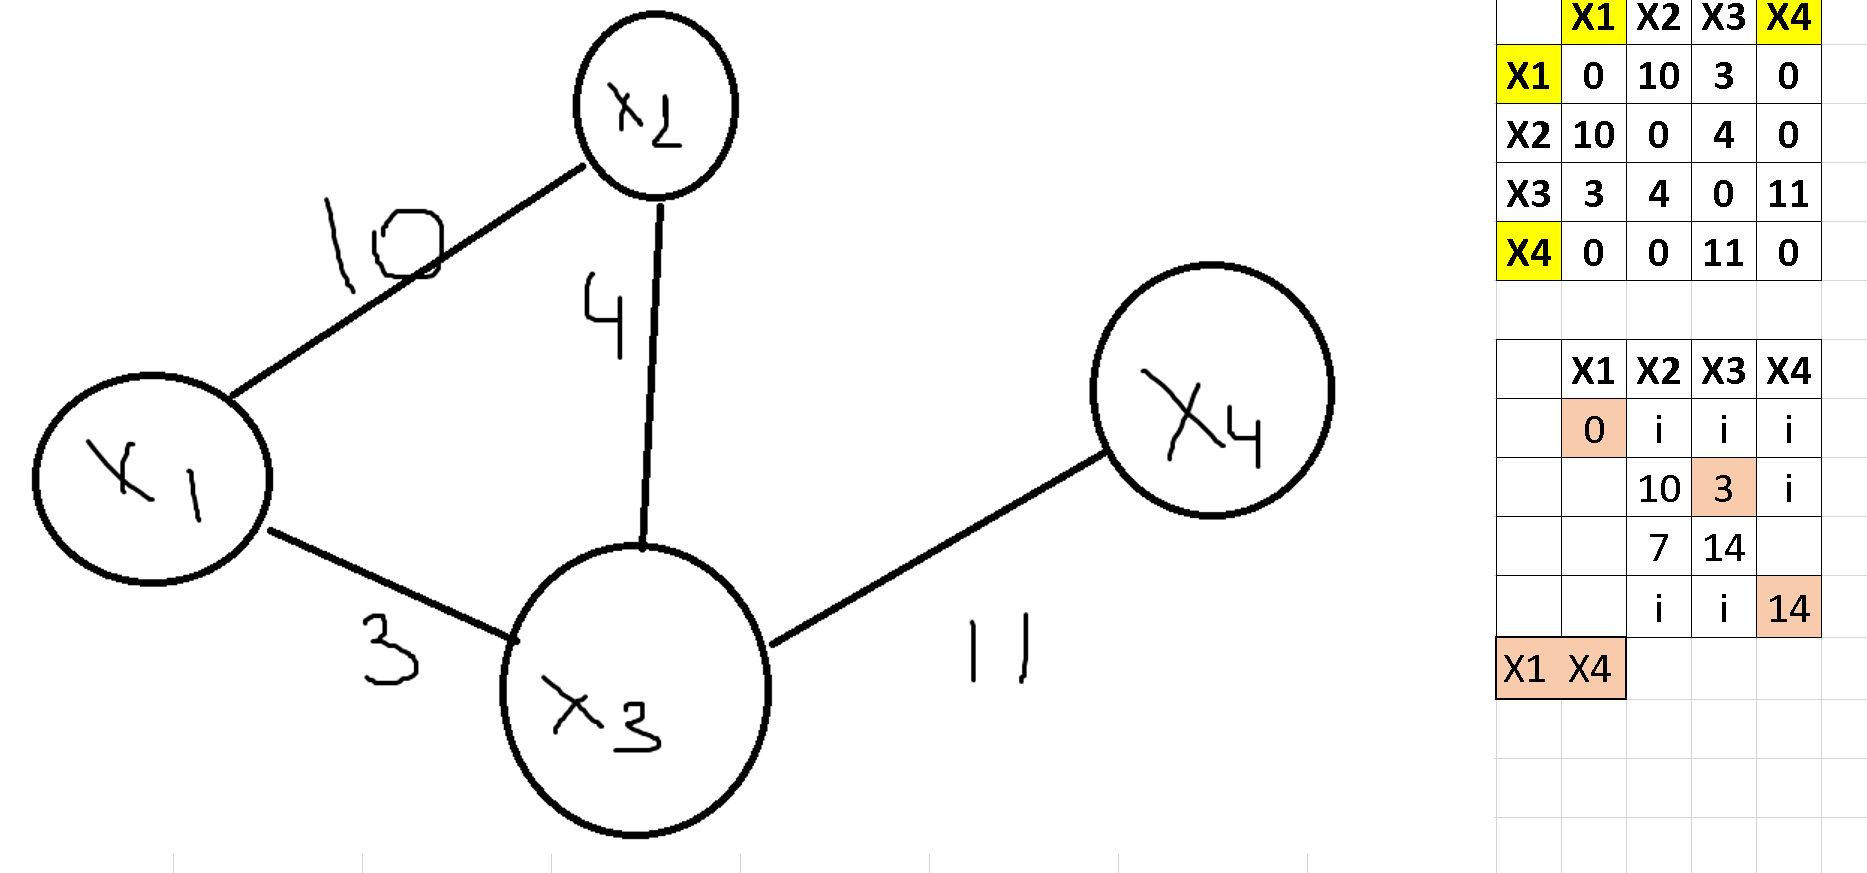 x2
10
4
x1
x4
3
11
x3
X1 X2 X3 X4
X1 0 10 3 0
X2 10 0 4 0
X3 3 4 0 11
X4 0 0 11 0
X1 X2 X3 X4
0 i i i
10 3 i
7 14
i i 14
X1 X4